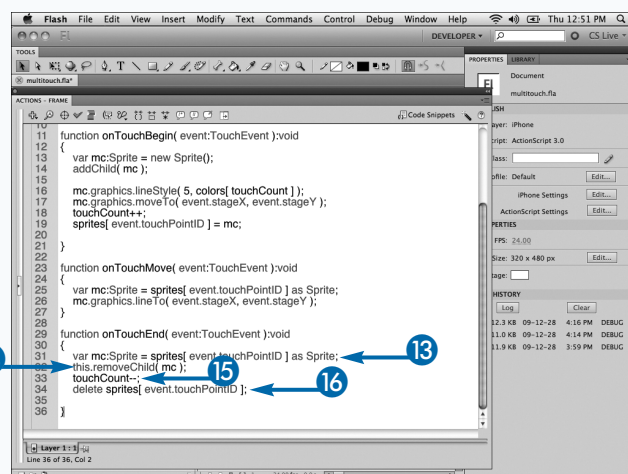 Flash File Edit View Insert Modify Text Commands Control Debug Window Help Thu 12:51 PM
Fl DEVELOPER CS Live
TOOLS
multitouch.fla*
ACTIONS - FRAME
Code Snippets
10
11 function onTouchBegin( event:TouchEvent ):void
12 {
13 var mc:Sprite = new Sprite();
14 addChild( mc );
15
16 mc.graphics.lineStyle( 5, colors[ touchCount ] );
17 mc.graphics.moveTo( event.stageX, event.stageY );
18 touchCount++;
19 sprites[ event.touchPointID ] = mc;
20
21 }
22
23 function onTouchMove( event:TouchEvent ):void
24 {
25 var mc:Sprite = sprites[ event.touchPointID ] as Sprite;
26 mc.graphics.lineTo( event.stageX, event.stageY );
27 }
28
29 function onTouchEnd( event:TouchEvent ):void
30 {
31 var mc:Sprite = sprites[ event.touchPointID ] as Sprite; 13
32 this.removeChild( mc );
33 touchCount--; 15
34 delete sprites[ event.touchPointID ]; 16
35
36 }
Layer 1 : 1
Line 36 of 36, Col 2
PROPERTIES LIBRARY
Fl Document
multitouch.fla
LISH
ayer: iPhone
cript: ActionScript 3.0
lass:
ofile: Default Edit...
iPhone Settings Edit...
ActionScript Settings Edit...
PERTIES
FPS: 24.00
Size: 320 x 480 px Edit...
tage:
HISTORY
Log Clear
12.3 KB 09-12-28 4:16 PM DEBUG
11.0 KB 09-12-28 4:14 PM DEBUG
11.9 KB 09-12-28 3:59 PM DEBUG